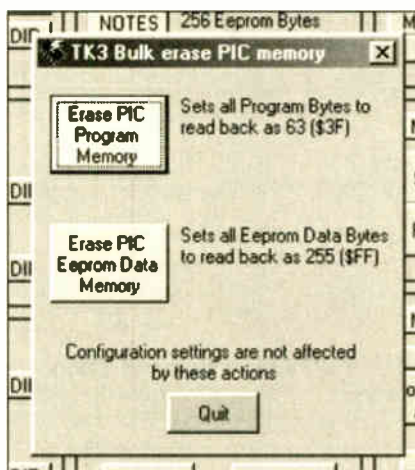 NOTES 256 Eeprom Bytes
TK3 Bulk erase PIC memory
Erase PIC
Program
Memory
Sets all Program Bytes to
read back as 63 ($3F)
Erase PIC
Eeprom Data
Memory
Sets all Eeprom Data Bytes
to read back as 255 ($FF)
Configuration settings are not affected
by these actions
Quit